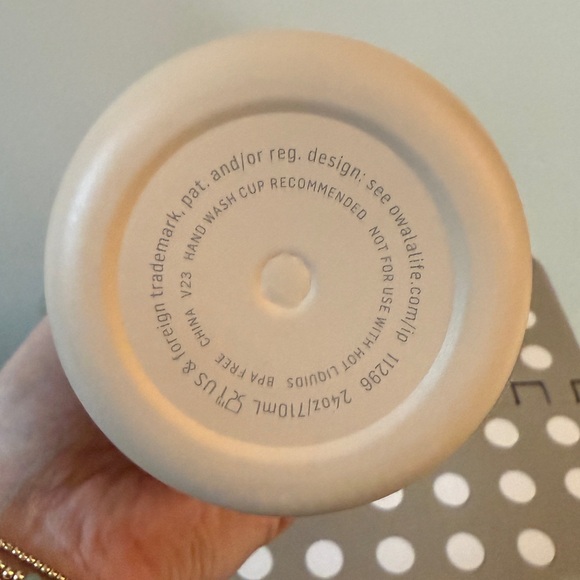 US & foreign trademark, pat. and/or reg. design: see owalalife.com/ip 11296 24oz/710mL
HAND WASH CUP RECOMMENDED NOT FOR USE WITH HOT LIQUIDS BPA FREE CHINA V23